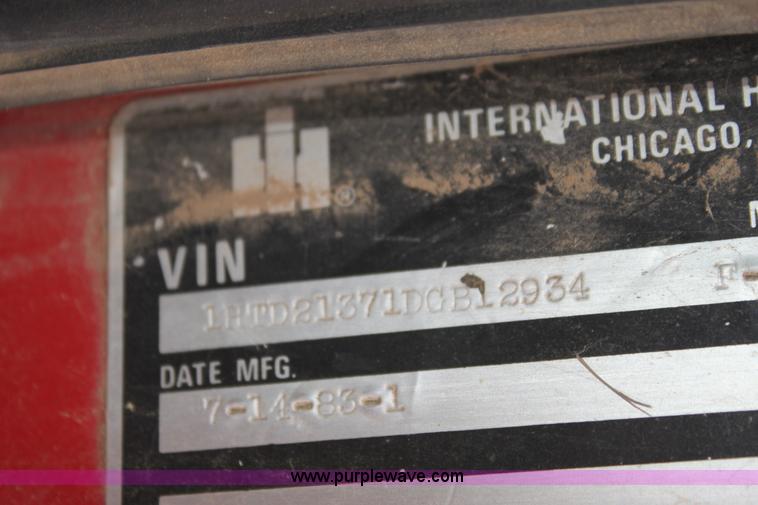 INTERNATIONAL H
CHICAGO,
®
VIN
1HTD21371DGB12934 F-
DATE MFG.
7-14-83-1
www.purplewave.com